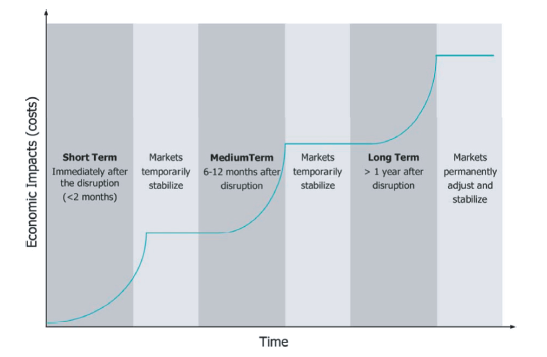 Economic Impacts (costs)
Short Term
Immediately after
the disruption
(<2 months)
Markets
temporarily
stabilize
MediumTerm
6-12 months after
disruption
Markets
temporarily
stabilize
Long Term
> 1 year after
disruption
Markets
permanently
adjust and
stabilize
Time